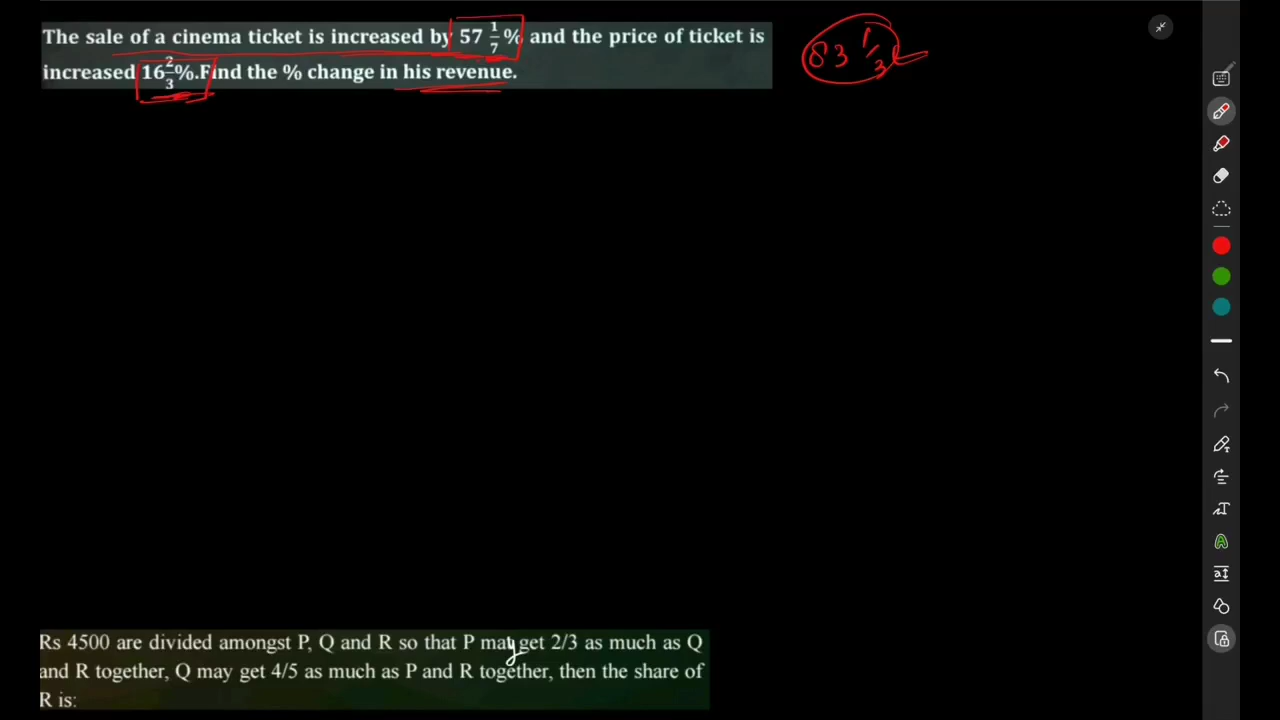 The sale of a cinema ticket is increased by 57 1/7% and the price of ticket is
increased 16 2/3%.Find the % change in his revenue.
83 1/3
Rs 4500 are divided amongst P, Q and R so that P may get 2/3 as much as Q
and R together, Q may get 4/5 as much as P and R together, then the share of
R is: